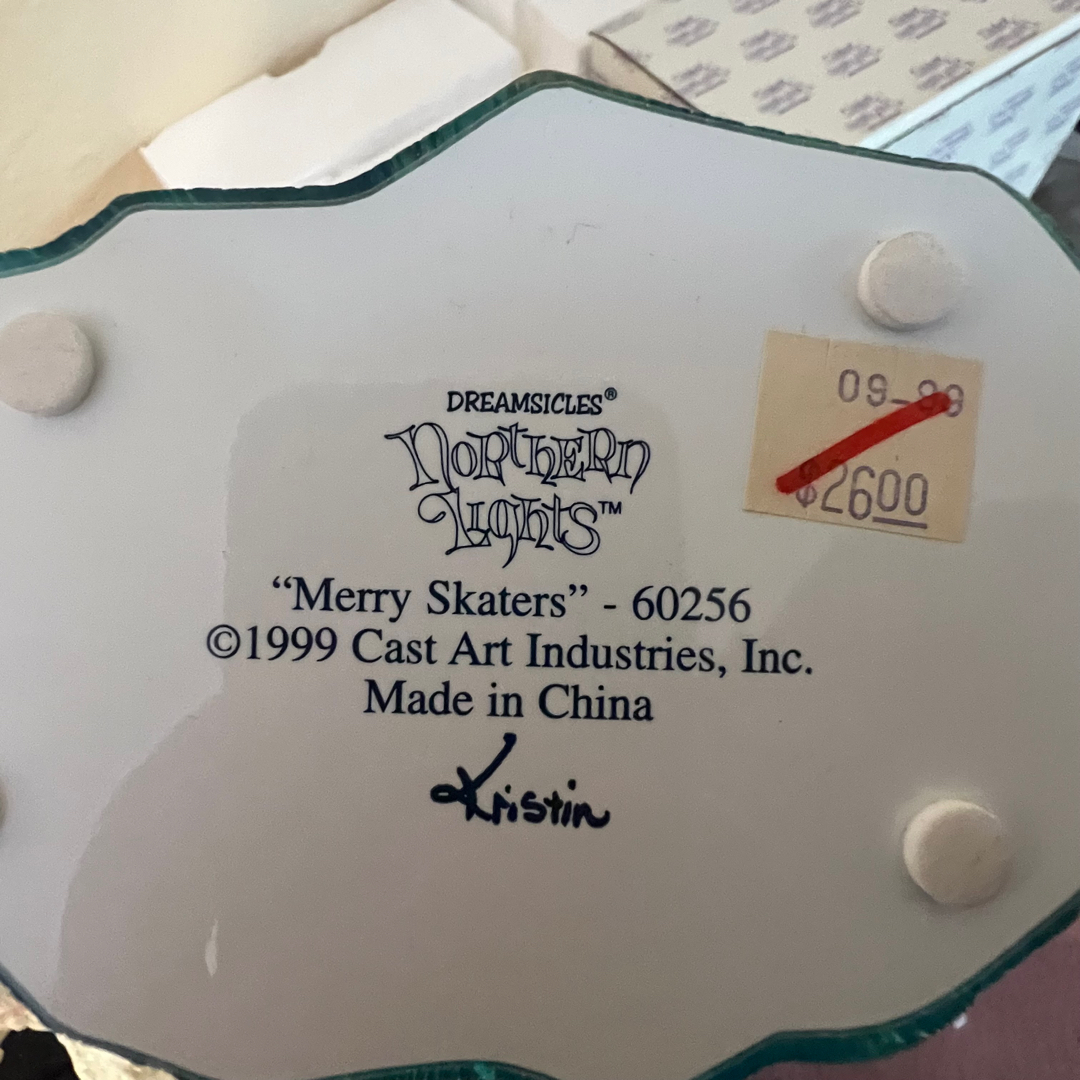 DREAMSICLES®
Northern
Lights™
“Merry Skaters” - 60256
©1999 Cast Art Industries, Inc.
Made in China
Kristin
09-99
$2600